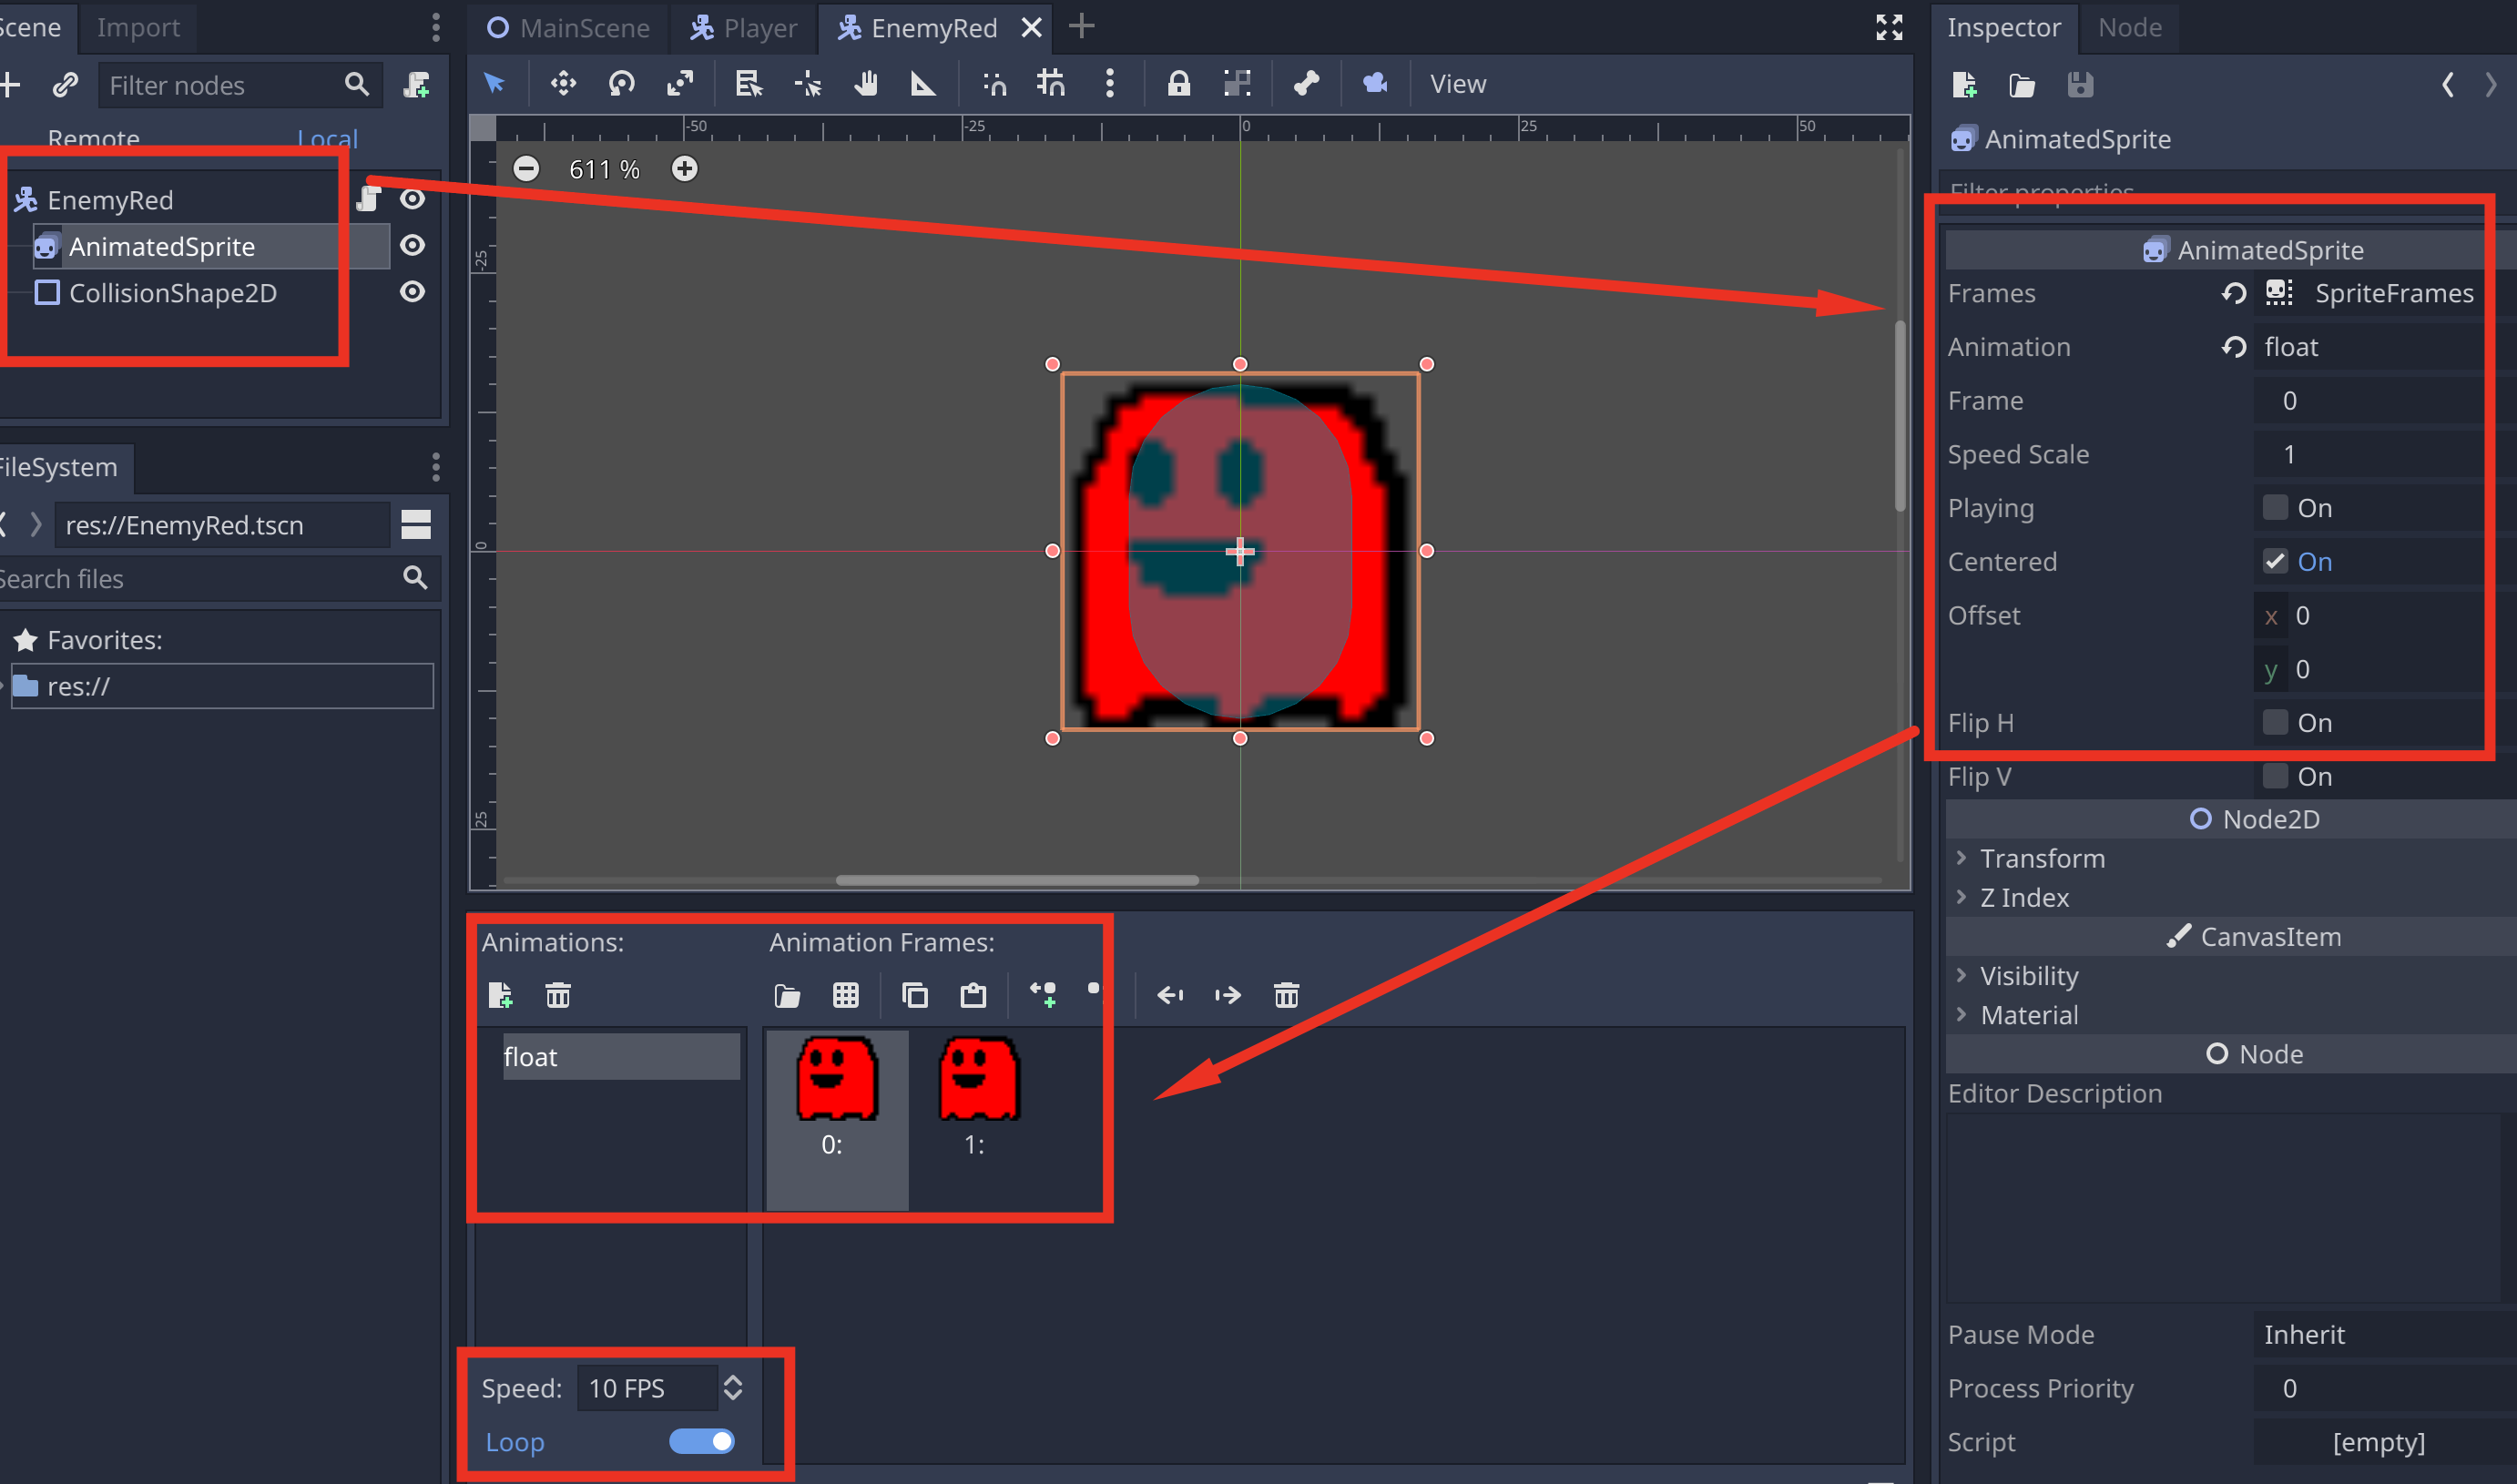 Scene Import
Filter nodes
Remote Local
EnemyRed
AnimatedSprite
CollisionShape2D
FileSystem
res://EnemyRed.tscn
Search files
Favorites:
res://
MainScene Player EnemyRed
View
-50 -25 0 25 50
611 %
-25
0
25
Animations: Animation Frames:
float
0: 1:
Speed: 10 FPS
Loop
Inspector Node
AnimatedSprite
Filter properties
AnimatedSprite
Frames SpriteFrames
Animation float
Frame 0
Speed Scale 1
Playing On
Centered On
Offset x 0
y 0
Flip H On
Flip V On
Node2D
Transform
Z Index
CanvasItem
Visibility
Material
Node
Editor Description
Pause Mode Inherit
Process Priority 0
Script [empty]